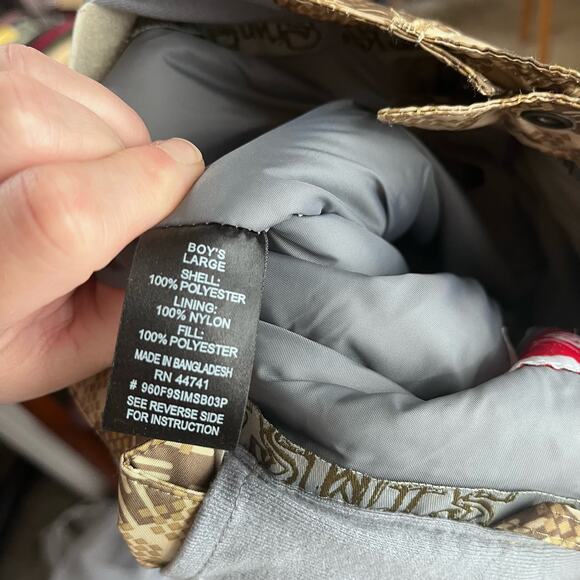 BOY'S
LARGE
SHELL:
100% POLYESTER
LINING:
100% NYLON
FILL:
100% POLYESTER
MADE IN BANGLADESH
RN 44741
# 960F9SIMSB03P
SEE REVERSE SIDE
FOR INSTRUCTION